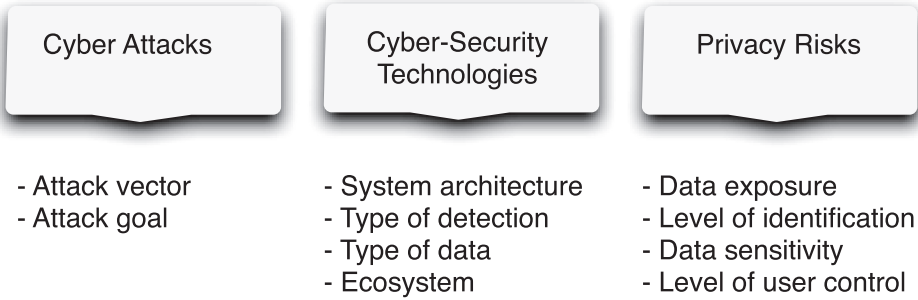 Cyber Attacks
- Attack vector
- Attack goal
Cyber-Security
Technologies
- System architecture
- Type of detection
- Type of data
- Ecosystem
Privacy Risks
- Data exposure
- Level of identification
- Data sensitivity
- Level of user control